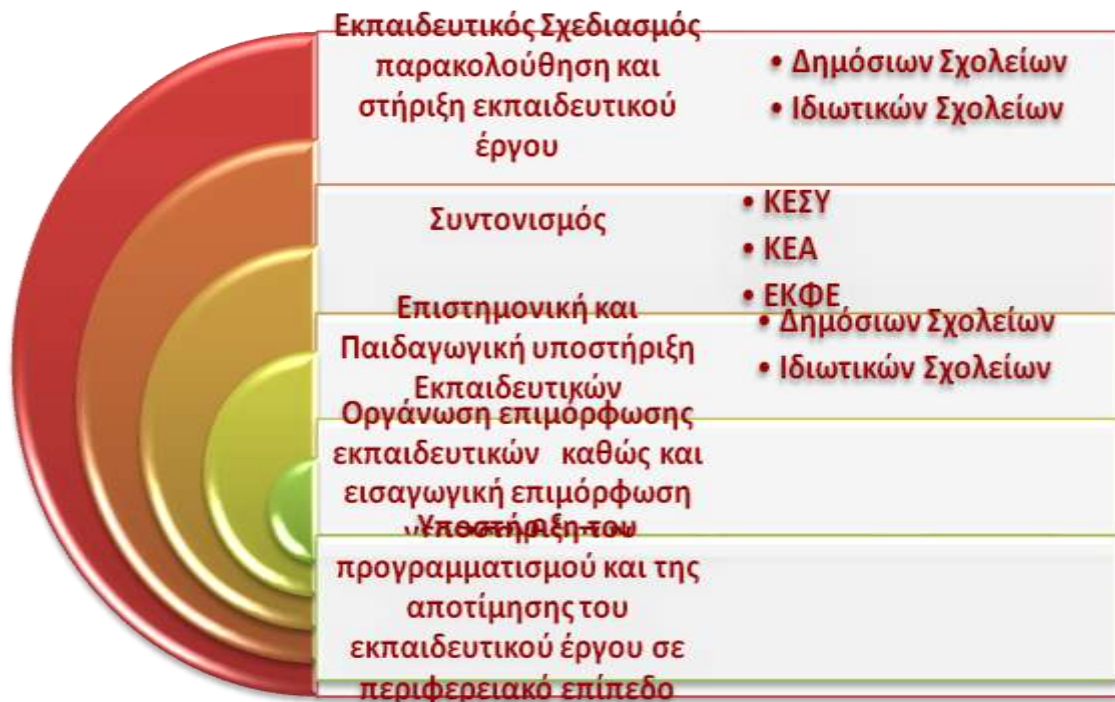 Εκπαιδευτικός Σχεδιασμός
παρακολούθηση και
στήριξη εκπαιδευτικού
έργου
• Δημόσιων Σχολείων
• Ιδιωτικών Σχολείων
Συντονισμός
• ΚΕΣΥ
• ΚΕΑ
• ΕΚΦΕ
Επιστημονική και
Παιδαγωγική υποστήριξη
Εκπαιδευτικών
• Δημόσιων Σχολείων
• Ιδιωτικών Σχολείων
Οργάνωση επιμόρφωσης
εκπαιδευτικών καθώς και
εισαγωγική επιμόρφωση
Υποστήριξη του
προγραμματισμού και της
αποτίμησης του
εκπαιδευτικού έργου σε
περιφερειακό επίπεδο